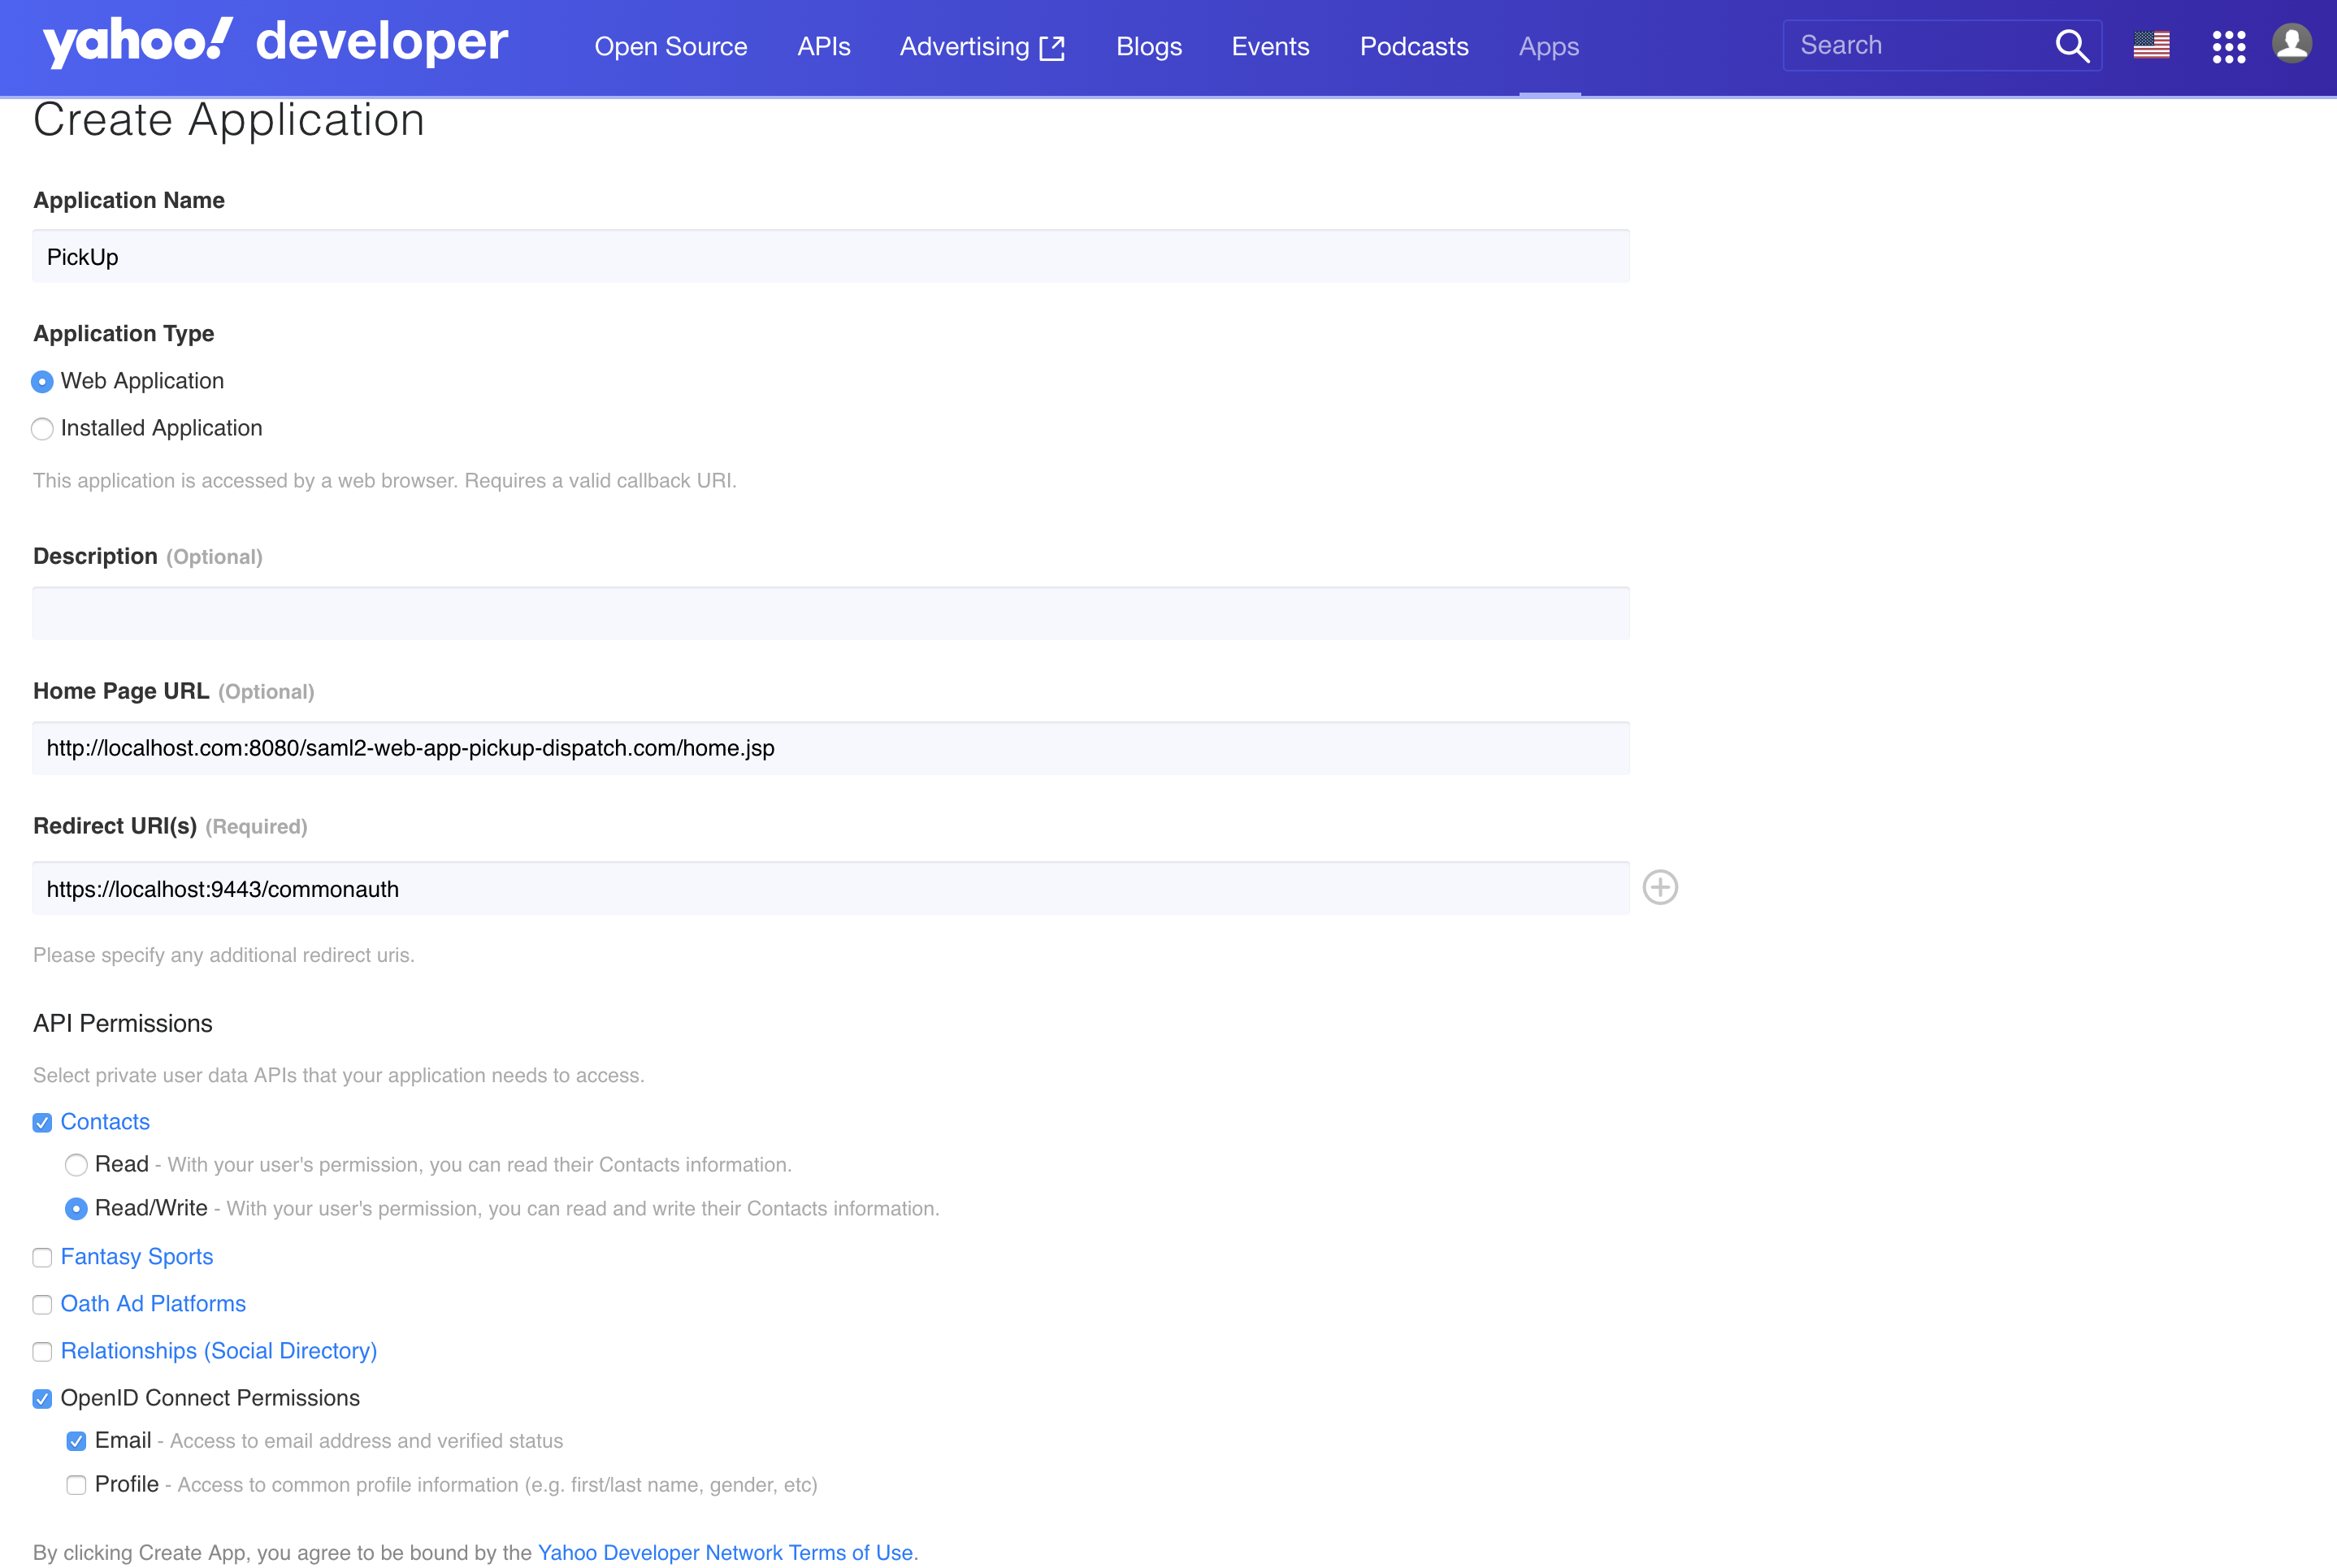 yahoo! developer Open Source APIs Advertising Blogs Events Podcasts Apps Search
Create Application
Application Name
PickUp
Application Type
Web Application
Installed Application
This application is accessed by a web browser. Requires a valid callback URI.
Description (Optional)
Home Page URL (Optional)
http://localhost.com:8080/saml2-web-app-pickup-dispatch.com/home.jsp
Redirect URI(s) (Required)
https://localhost:9443/commonauth
Please specify any additional redirect uris.
API Permissions
Select private user data APIs that your application needs to access.
Contacts
Read - With your user's permission, you can read their Contacts information.
Read/Write - With your user's permission, you can read and write their Contacts information.
Fantasy Sports
Oath Ad Platforms
Relationships (Social Directory)
OpenID Connect Permissions
Email - Access to email address and verified status
Profile - Access to common profile information (e.g. first/last name, gender, etc)
By clicking Create App, you agree to be bound by the Yahoo Developer Network Terms of Use.